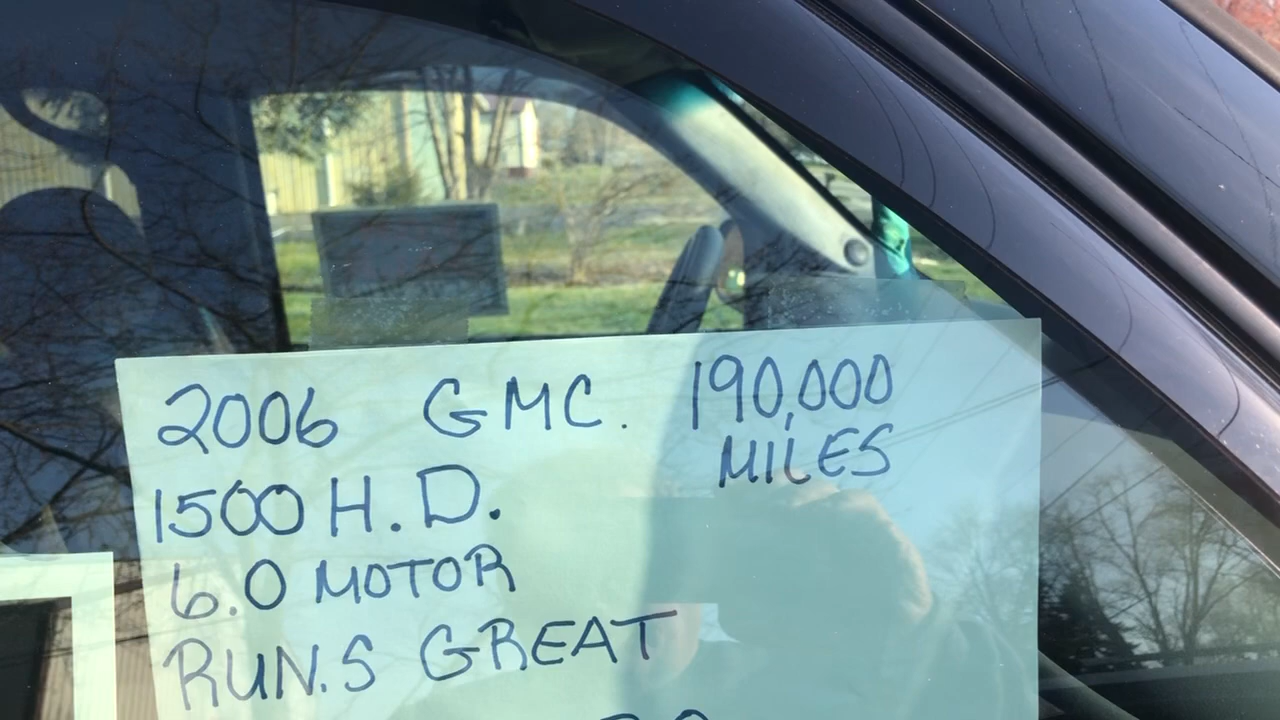 2006 GMC. 190,000
MILES
1500 H.D.
6.0 MOTOR
RUN.S GREAT